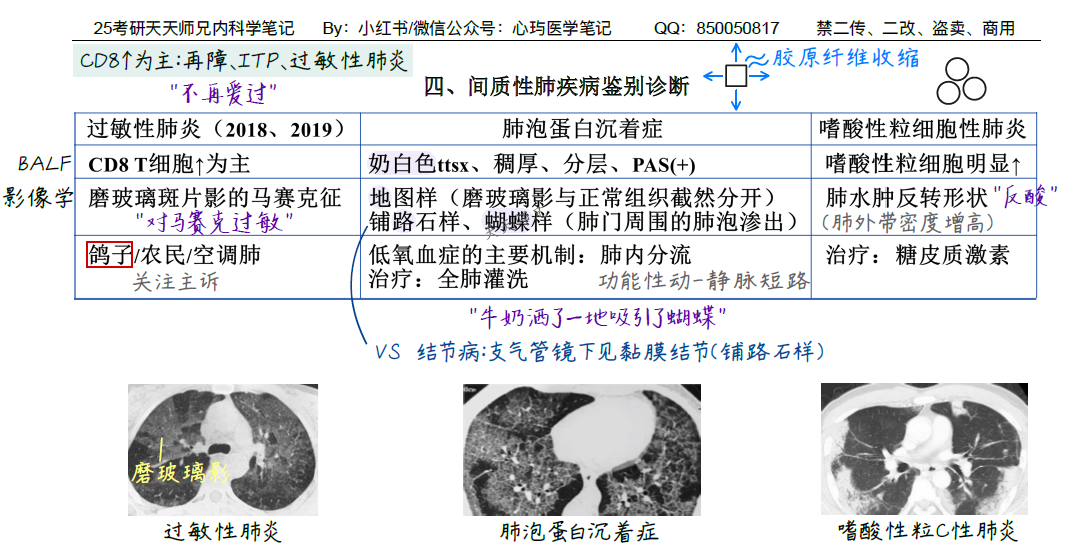 25考研天天师兄内科学笔记 By：小红书/微信公众号：心玙医学笔记 QQ：850050817 禁二传、二改、盗卖、商用
CD8↑为主:再障、ITP、过敏性肺炎
"不再爱过"
四、间质性肺疾病鉴别诊断
胶原纤维收缩
过敏性肺炎（2018、2019） 肺泡蛋白沉着症 嗜酸性粒细胞性肺炎
BALF CD8 T细胞↑为主 奶白色ttsx、稠厚、分层、PAS(+) 嗜酸性粒细胞明显↑
影像学 磨玻璃斑片影的马赛克征 地图样（磨玻璃影与正常组织截然分开） 肺水肿反转形状 "反酸"
"对马赛克过敏" 铺路石样、蝴蝶样（肺门周围的肺泡渗出） (肺外带密度增高)
鸽子/农民/空调肺 低氧血症的主要机制：肺内分流 治疗：糖皮质激素
关注主诉 治疗：全肺灌洗 功能性动-静脉短路
"牛奶洒了一地吸引了蝴蝶"
VS 结节病:支气管镜下见黏膜结节(铺路石样)
磨玻璃影
过敏性肺炎 肺泡蛋白沉着症 嗜酸性粒C性肺炎